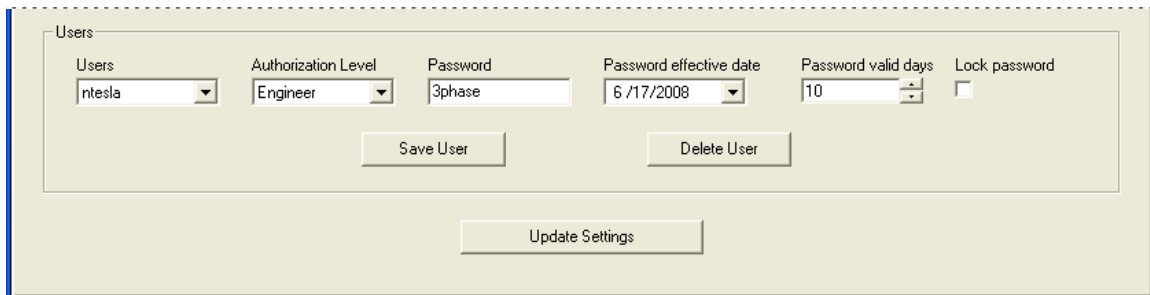 Users
Users Authorization Level Password Password effective date Password valid days Lock password
ntesla Engineer 3phase 6 /17/2008 10
Save User Delete User
Update Settings